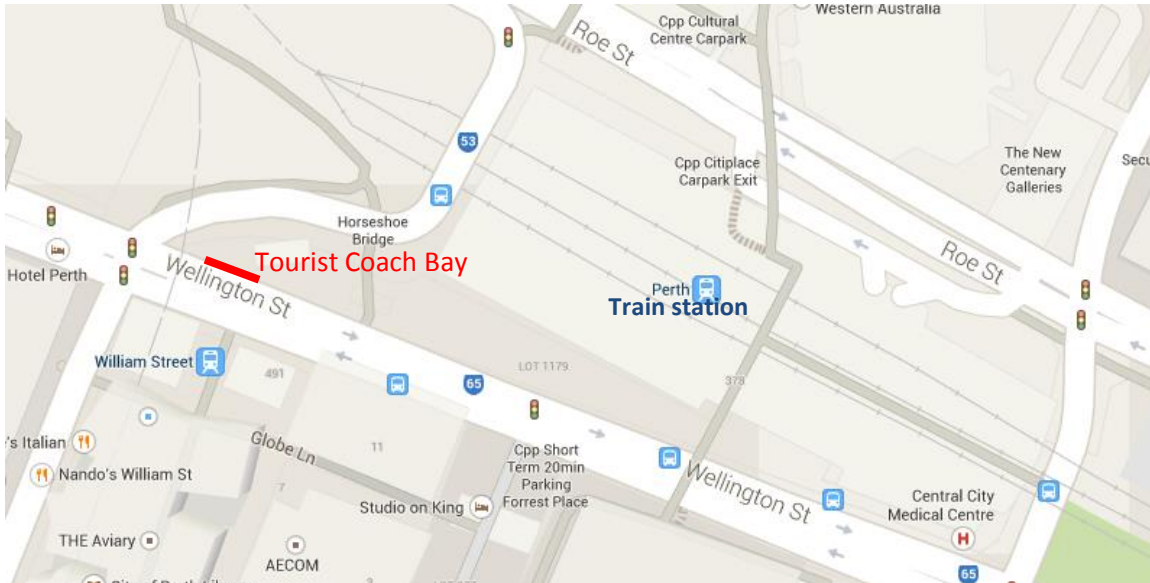 Western Australia
Cpp Cultural
Centre Carpark
Roe St
53
Cpp Citiplace
Carpark Exit
The New
Centenary
Galleries
Secu
Horseshoe
Bridge
Hotel Perth
Tourist Coach Bay
Wellington St
Roe St
Perth
Train station
William Street
491
LOT 1179
378
65
's Italian
Nando's William St
Globe Ln
11
7
Cpp Short
Term 20min
Parking
Forrest Place
Studio on King
Wellington St
Central City
Medical Centre
H
THE Aviary
AECOM
65
3